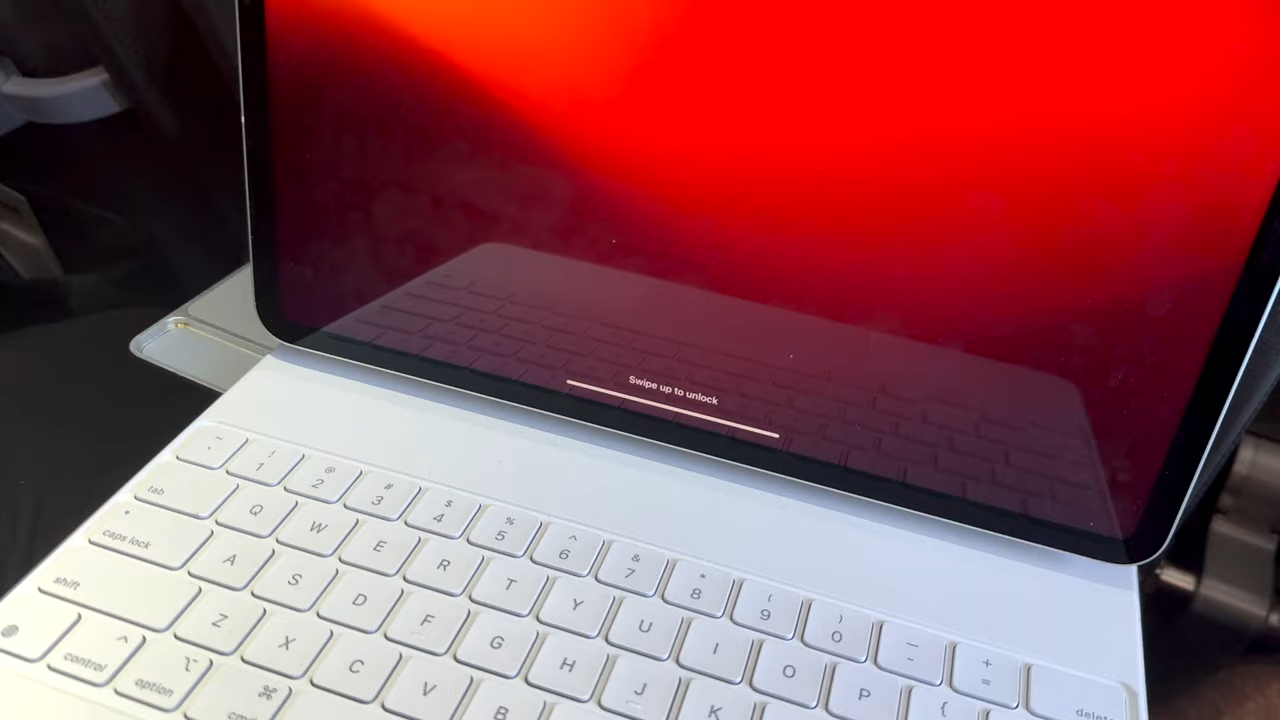 Swipe up to unlock
~ ! @ # $ % ^ & * ( ) _ +
` 1 2 3 4 5 6 7 8 9 0 - = delete
tab Q W E R T Y U I O P {
caps lock A S D F G H J K
shift Z X C V B
control ^ option ⌥ cmd ⌘